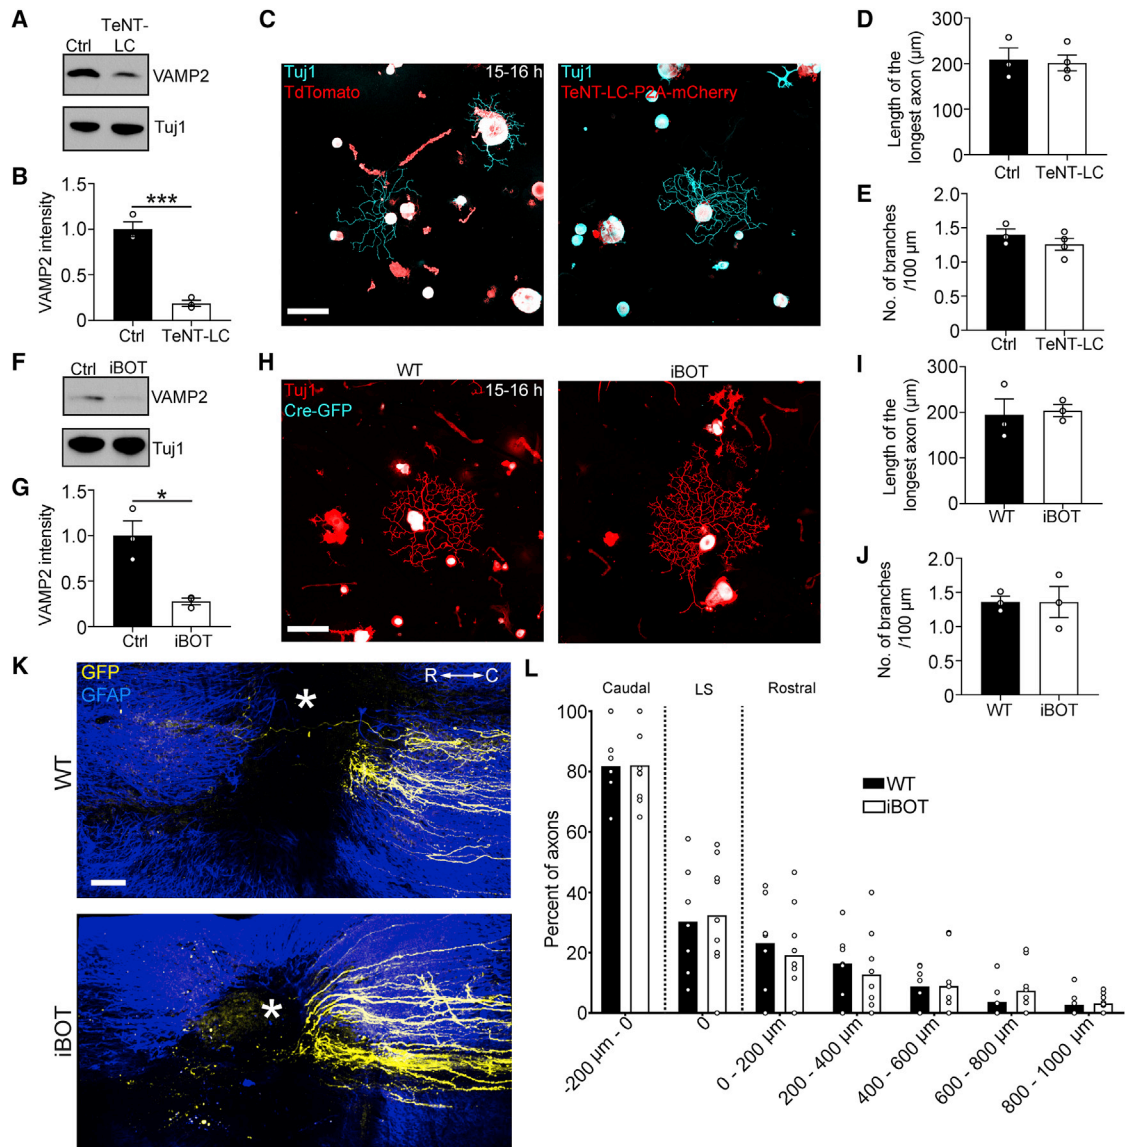 A
Ctrl
TeNT-
LC
VAMP2
Tuj1
B
VAMP2 intensity
1.5
1.0
0.5
0
***
Ctrl
TeNT-LC
C
Tuj1
TdTomato
15-16 h
Tuj1
TeNT-LC-P2A-mCherry
D
Length of the
longest axon (µm)
300
200
100
0
Ctrl
TeNT-LC
E
No. of branches
/100 µm
2.0
1.5
1.0
0.5
0
Ctrl
TeNT-LC
F
Ctrl
iBOT
VAMP2
Tuj1
G
VAMP2 intensity
1.5
1.0
0.5
0
*
Ctrl
iBOT
H
WT
iBOT
Tuj1
Cre-GFP
15-16 h
I
Length of the
longest axon (µm)
300
200
100
0
WT
iBOT
J
No. of branches
/100 µm
2.0
1.5
1.0
0.5
0
WT
iBOT
K
GFP
GFAP
R
C
*
WT
*
iBOT
L
Caudal
LS
Rostral
Percent of axons
100
80
60
40
20
0
WT
iBOT
-200 µm - 0
0
0 - 200 µm
200 - 400 µm
400 - 600 µm
600 - 800 µm
800 - 1000 µm